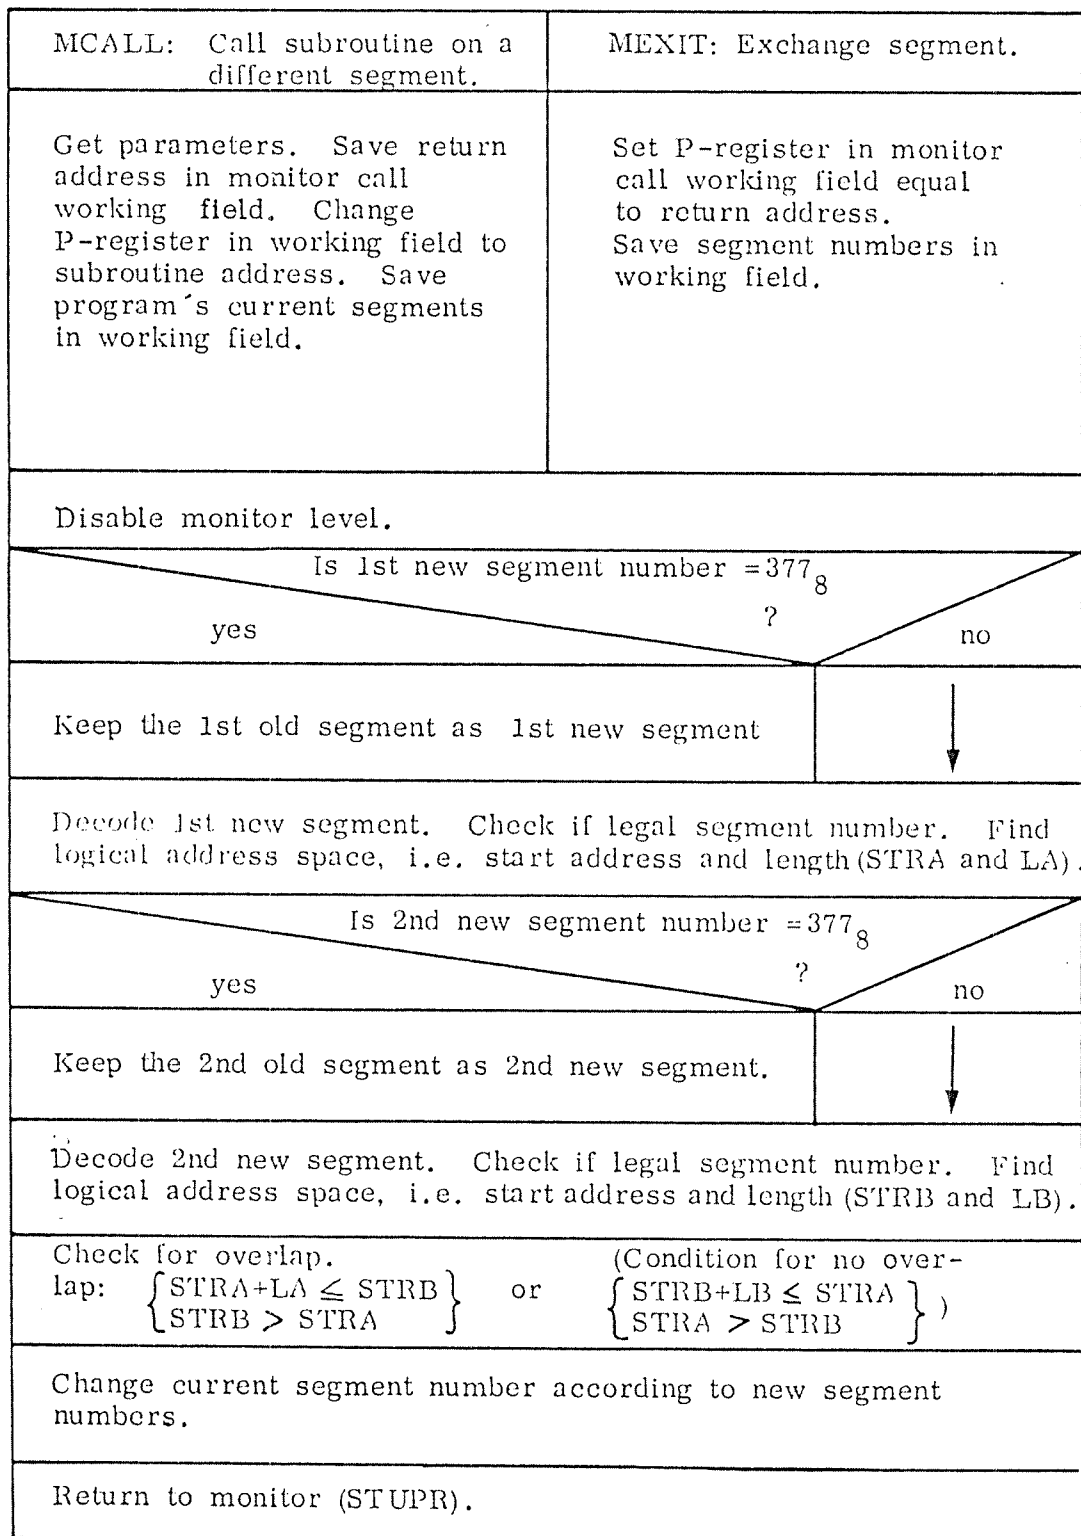 MCALL: Call subroutine on a
different segment.
MEXIT: Exchange segment.
Get parameters. Save return
address in monitor call
working field. Change
P-register in working field to
subroutine address. Save
program's current segments
in working field.
Set P-register in monitor
call working field equal
to return address.
Save segment numbers in
working field.
Disable monitor level.
Is 1st new segment number = 377₈
?
yes
no
Keep the 1st old segment as 1st new segment
Decode 1st new segment. Check if legal segment number. Find
logical address space, i.e. start address and length (STRA and LA).
Is 2nd new segment number = 377₈
?
yes
no
Keep the 2nd old segment as 2nd new segment.
Decode 2nd new segment. Check if legal segment number. Find
logical address space, i.e. start address and length (STRB and LB).
Check for overlap. (Condition for no over-
lap: {STRA+LA ≤ STRB} or {STRB+LB ≤ STRA
{STRB > STRA} {STRA > STRB})
Change current segment number according to new segment
numbers.
Return to monitor (STUPR).